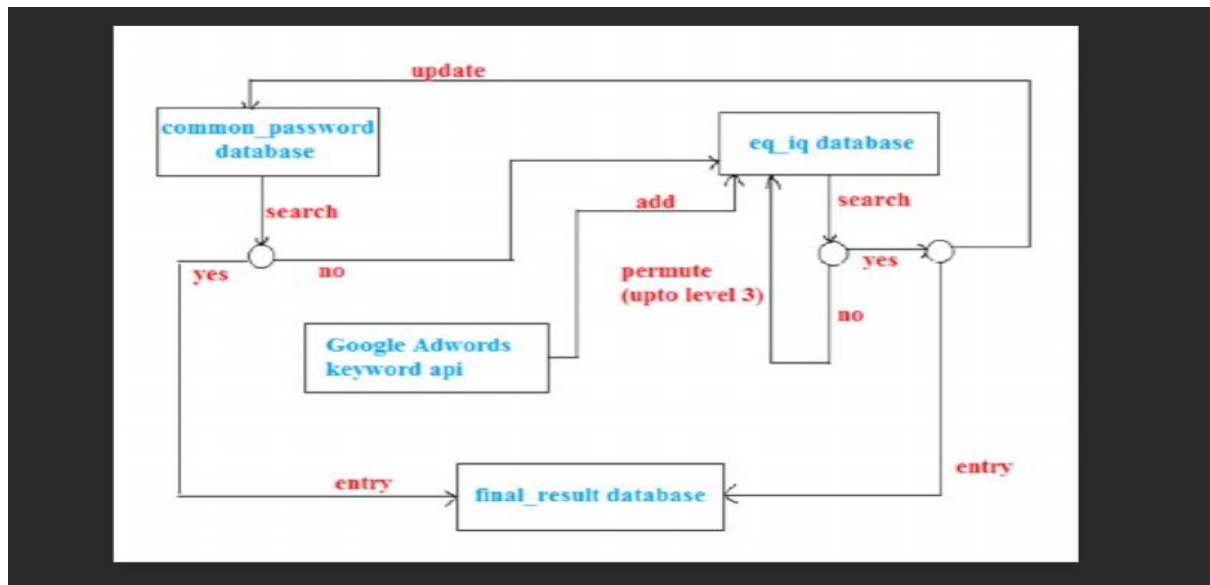 update
common_password
database
eq_iq database
search
add
search
yes
no
permute
(upto level 3)
yes
no
Google Adwords
keyword api
entry
final_result database
entry